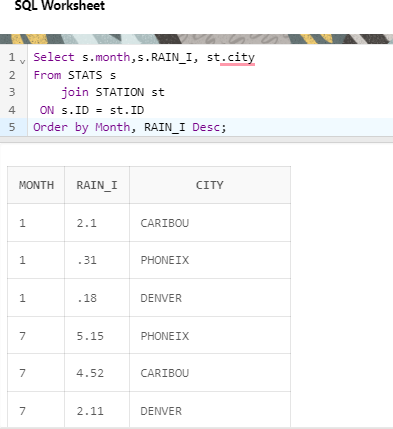 SQL Worksheet
1 Select s.month,s.RAIN_I, st.city
2 From STATS s
3 join STATION st
4 ON s.ID = st.ID
5 Order by Month, RAIN_I Desc;
MONTH RAIN_I CITY
1 2.1 CARIBOU
1 .31 PHONEIX
1 .18 DENVER
7 5.15 PHONEIX
7 4.52 CARIBOU
7 2.11 DENVER